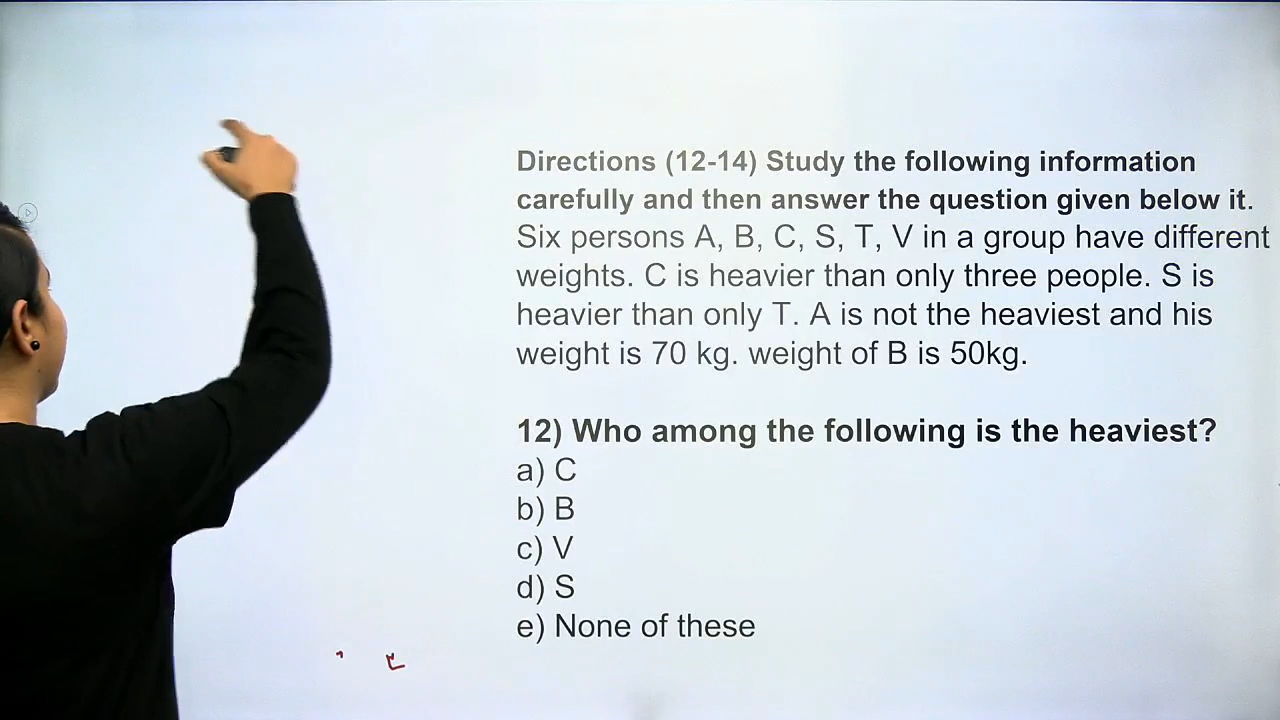 Directions (12-14) Study the following information
carefully and then answer the question given below it.
Six persons A, B, C, S, T, V in a group have different
weights. C is heavier than only three people. S is
heavier than only T. A is not the heaviest and his
weight is 70 kg. weight of B is 50kg.
12) Who among the following is the heaviest?
a) C
b) B
c) V
d) S
e) None of these